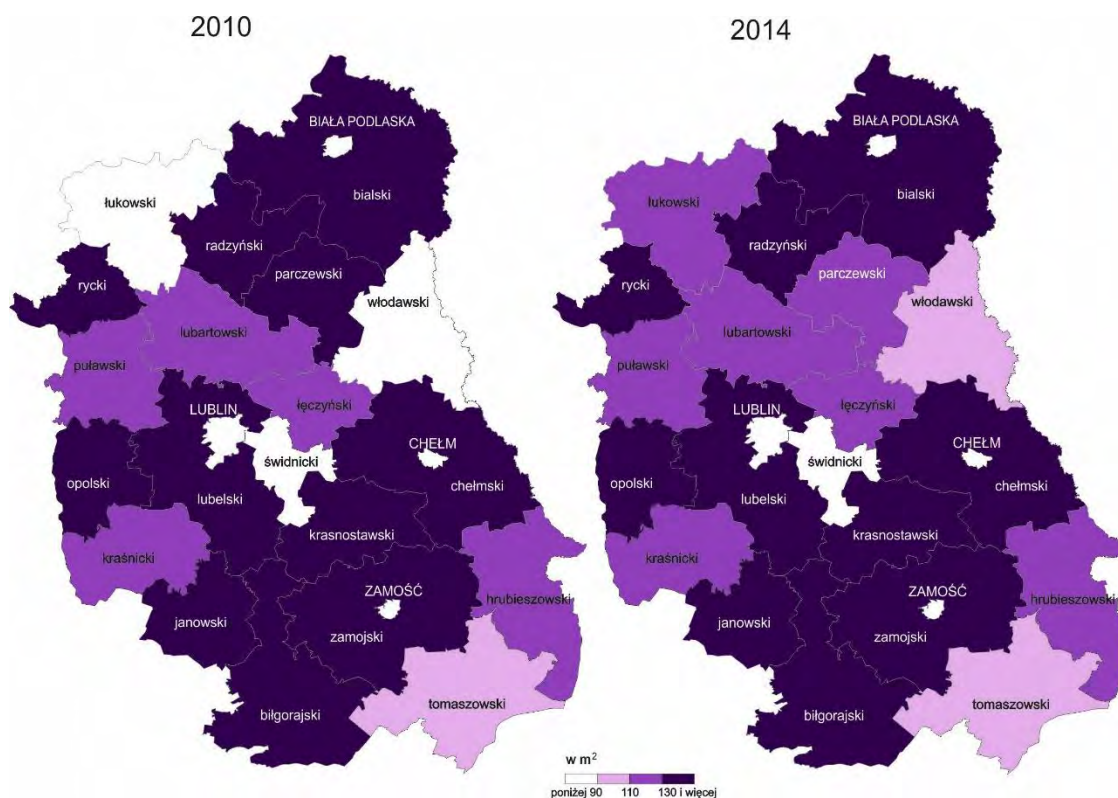 2010
BIAŁA PODLASKA
łukowski
bialski
radzyński
parczewski
rycki
włodawski
lubartowski
puławski
LUBLIN
łęczyński
CHEŁM
świdnicki
opolski
chełmski
lubelski
krasnostawski
kraśnicki
ZAMOŚĆ
hrubieszowski
janowski
zamojski
tomaszowski
biłgorajski
2014
BIAŁA PODLASKA
łukowski
bialski
radzyński
parczewski
rycki
włodawski
lubartowski
puławski
LUBLIN
łęczyński
CHEŁM
świdnicki
opolski
chełmski
lubelski
krasnostawski
kraśnicki
ZAMOŚĆ
hrubieszowski
janowski
zamojski
tomaszowski
biłgorajski
w m²
poniżej 90 110 130 i więcej